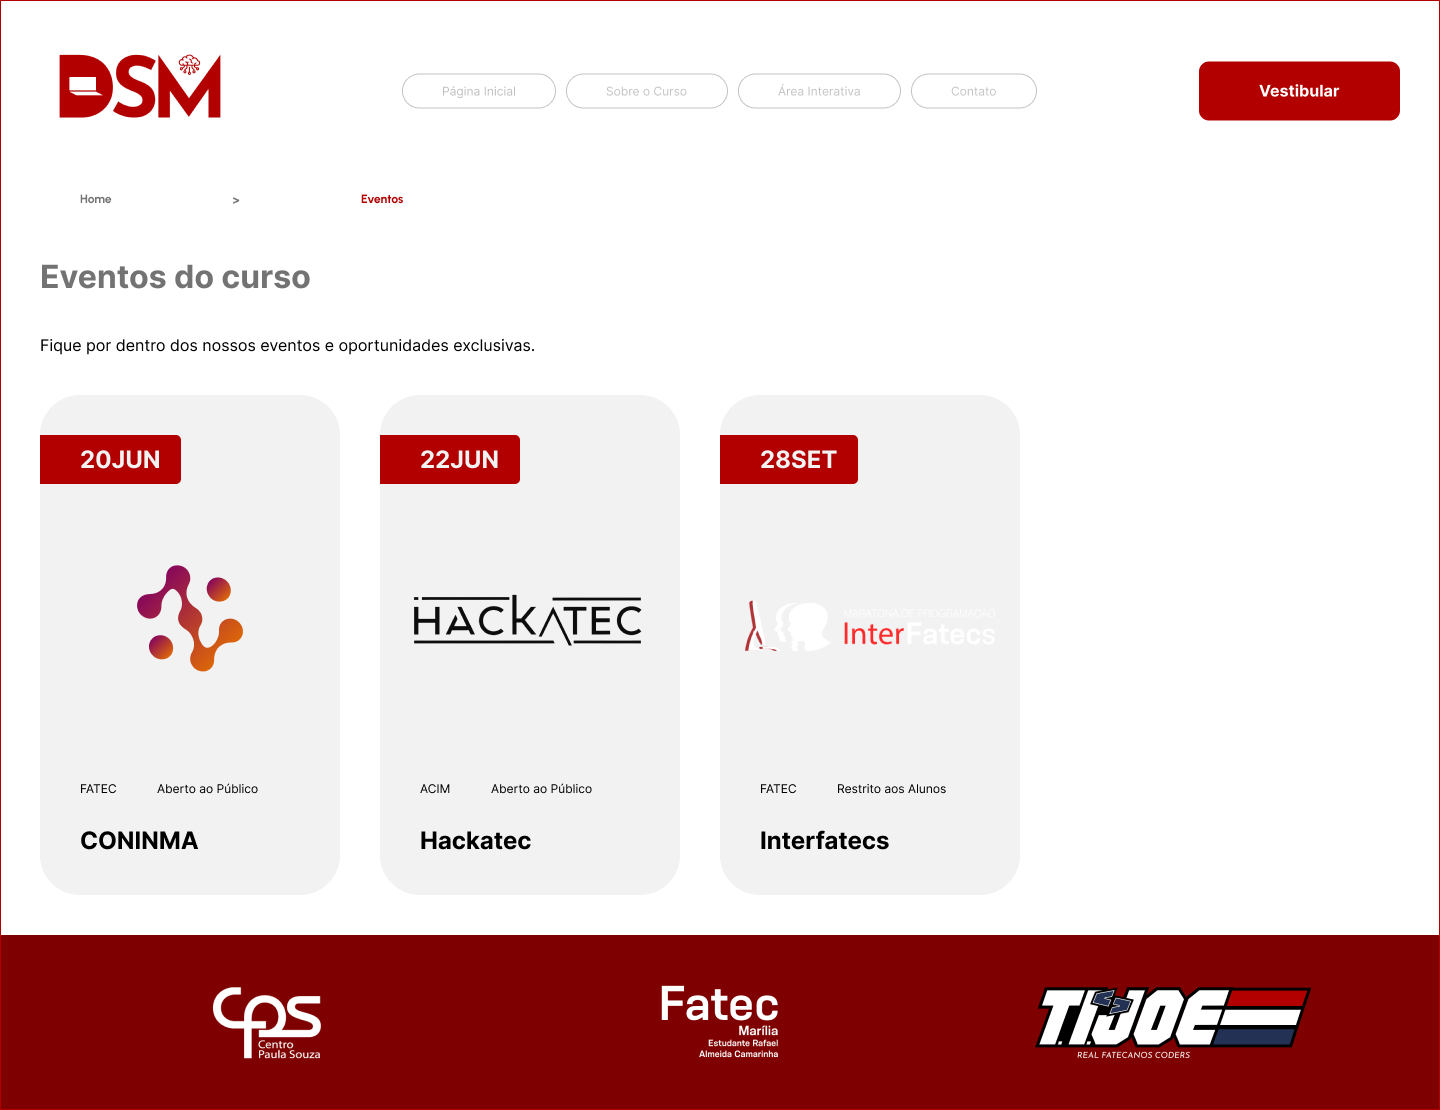 DSM
Página Inicial
Sobre o Curso
Área Interativa
Contato
Vestibular
Home
>
Eventos
Eventos do curso
Fique por dentro dos nossos eventos e oportunidades exclusivas.
20JUN
FATEC
Aberto ao Público
CONINMA
22JUN
HACKATEC
ACIM
Aberto ao Público
Hackatec
28SET
MARATONA DE PROGRAMAÇÃO
InterFatecs
FATEC
Restrito aos Alunos
Interfatecs
CPS
Centro
Paula Souza
Fatec
Marília
Estudante Rafael
Almeida Camarinha
T.I.JOE
REAL FATECANOS CODERS